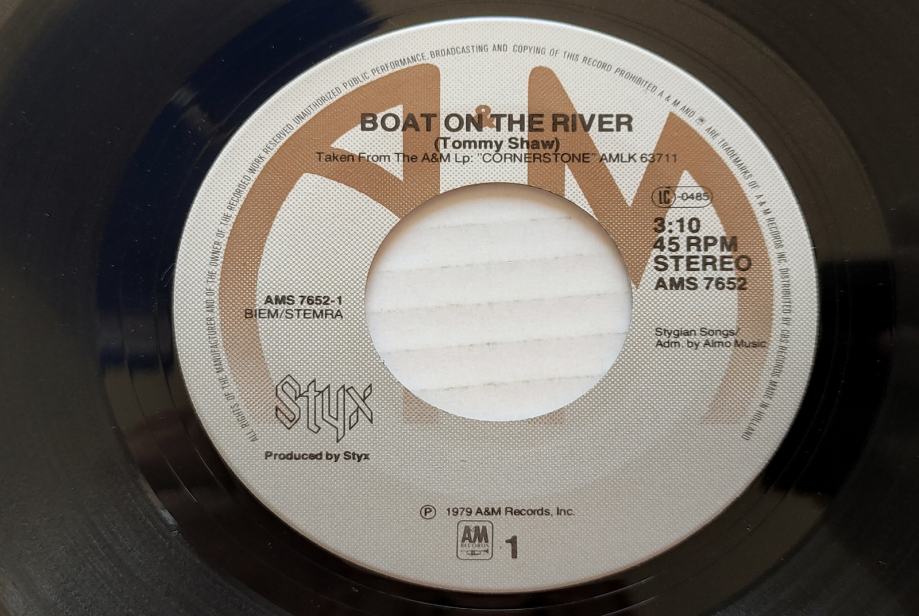 ALL RIGHTS OF THE MANUFACTURER AND OF THE OWNER OF THE RECORDED WORK RESERVED. UNAUTHORIZED PUBLIC PERFORMANCE, BROADCASTING AND COPYING OF THIS RECORD PROHIBITED A & M AND ARE TRADEMARKS OF A & M RECORDS INC. DISTRIBUTED BY CBS RECORDS. MADE IN HOLLAND
A&M
BOAT ON THE RIVER
(Tommy Shaw)
Taken From The A&M Lp: "CORNERSTONE" AMLK 63711
LC -0485
3:10
45 RPM
STEREO
AMS 7652
AMS 7652-1
BIEM/STEMRA
Stygian Songs/
Adm. by Almo Music
Styx
Produced by Styx
℗ 1979 A&M Records, Inc.
A&M
RECORDS
1